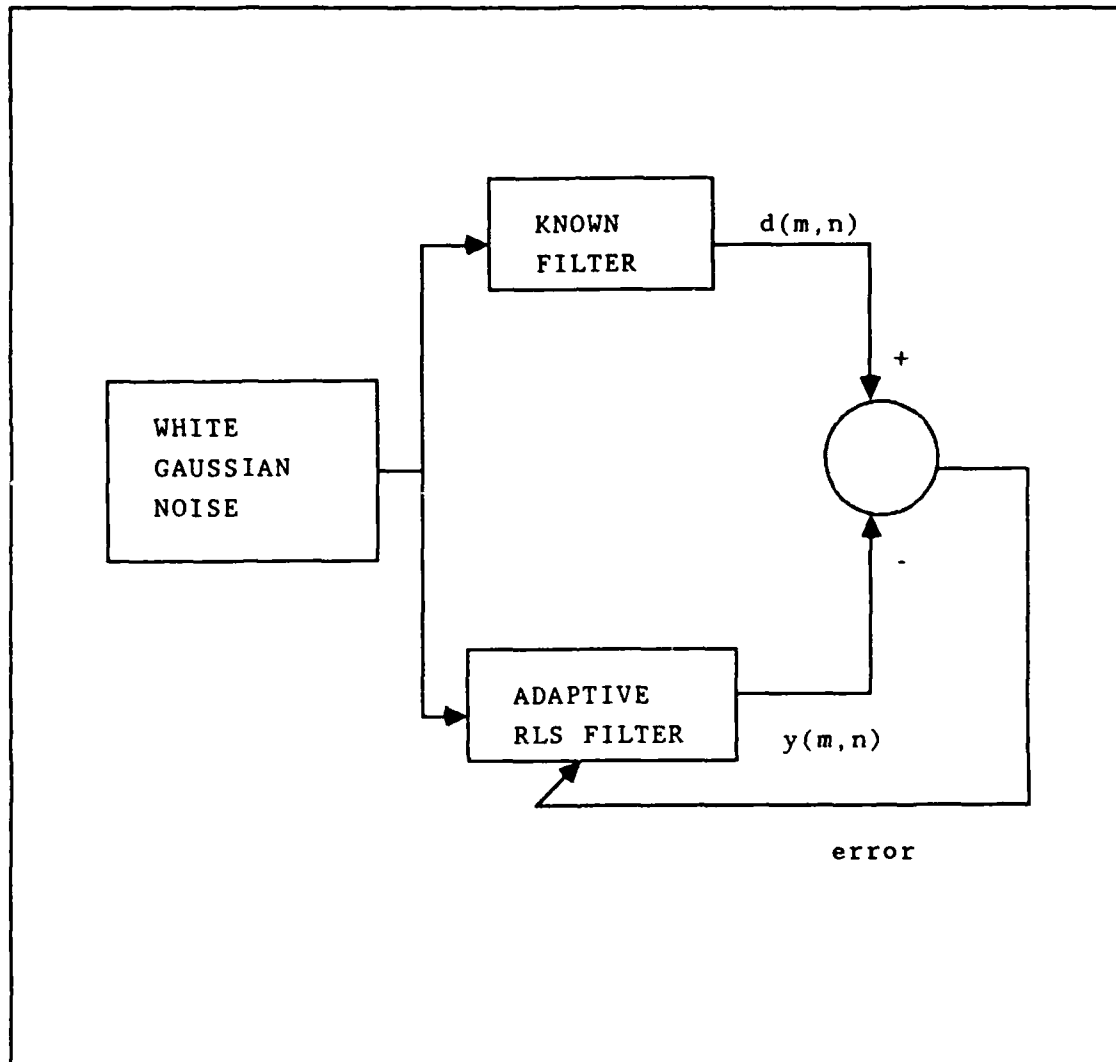 KNOWN
FILTER
d(m,n)
+
WHITE
GAUSSIAN
NOISE
-
ADAPTIVE
RLS FILTER
y(m,n)
error